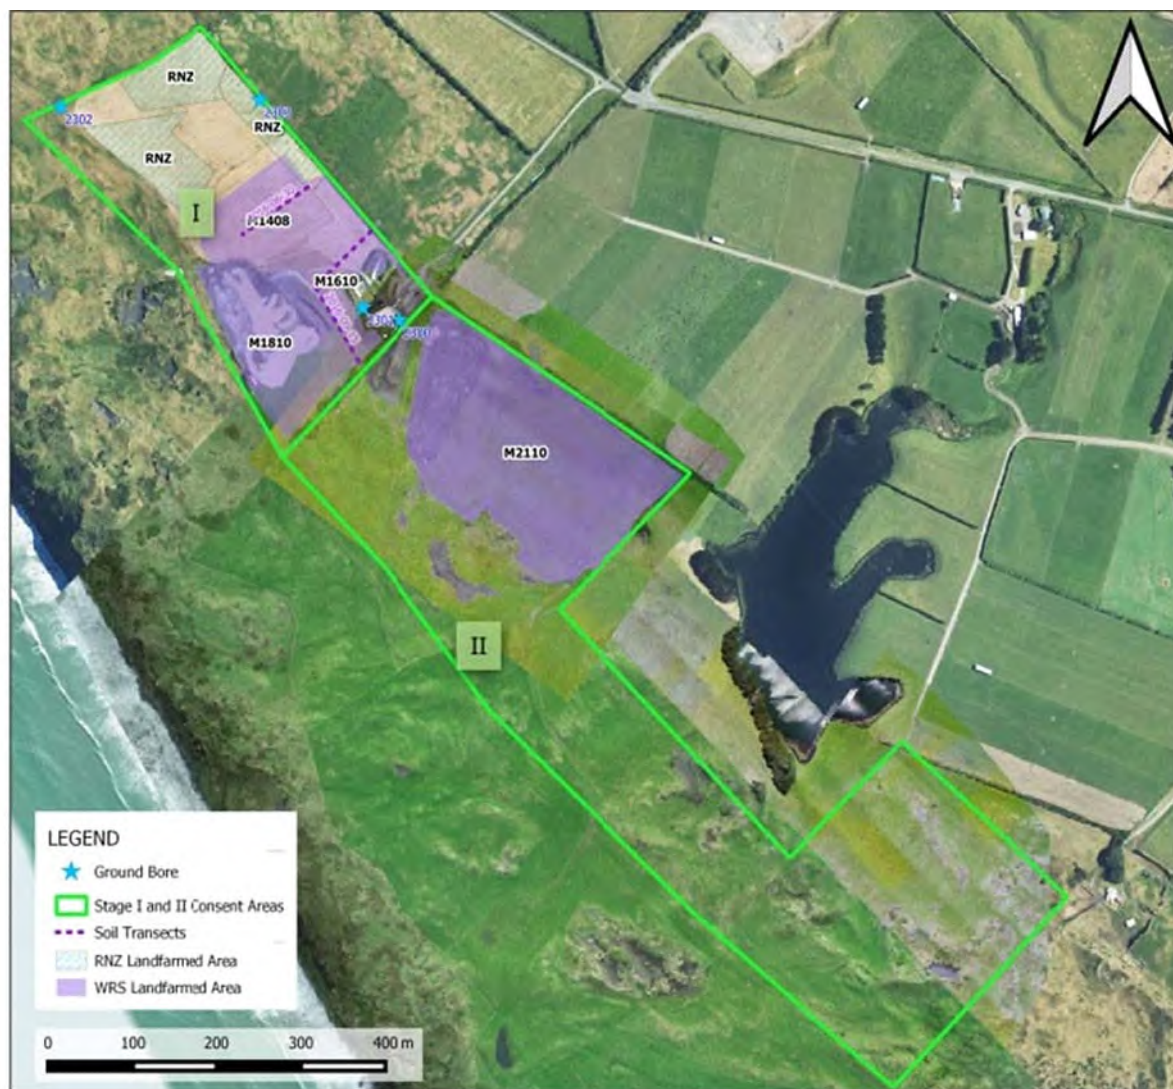 RNZ
2302
RNZ
RNZ
I
M1408
M1610
M1810
M2110
II
LEGEND
Ground Bore
Stage I and II Consent Areas
Soil Transects
RNZ Landfarmed Area
WRS Landfarmed Area
0 100 200 300 400 m